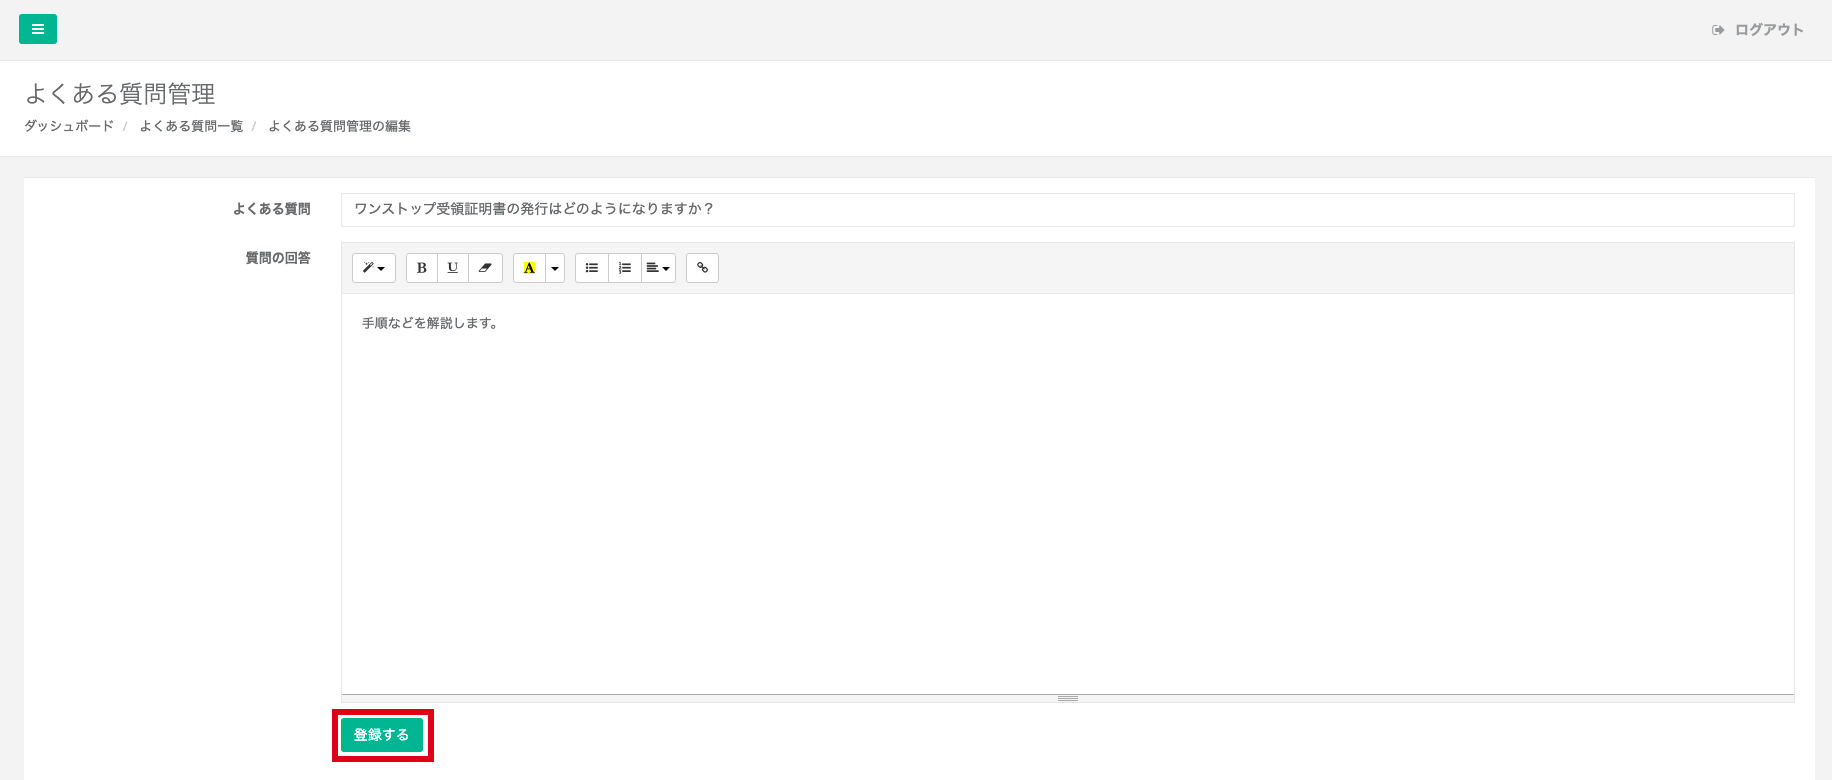 ログアウト
よくある質問管理
ダッシュボード / よくある質問一覧 / よくある質問管理の編集
よくある質問 ワンストップ受領証明書の発行はどのようになりますか？
質問の回答
B U A
手順などを解説します。
登録する